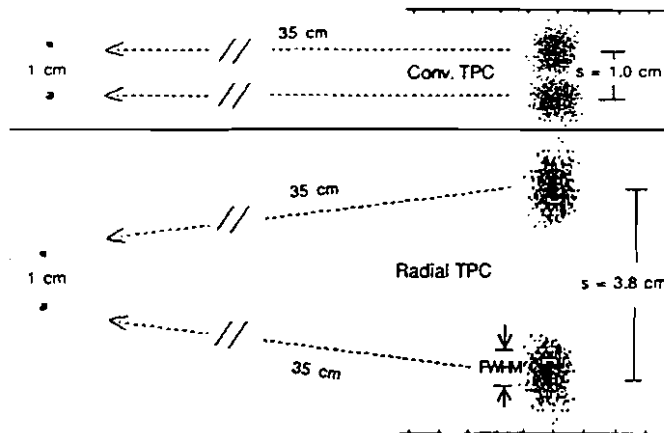 35 cm
1 cm
Conv. TPC
s = 1.0 cm
35 cm
1 cm
Radial TPC
s = 3.8 cm
FWHM
35 cm